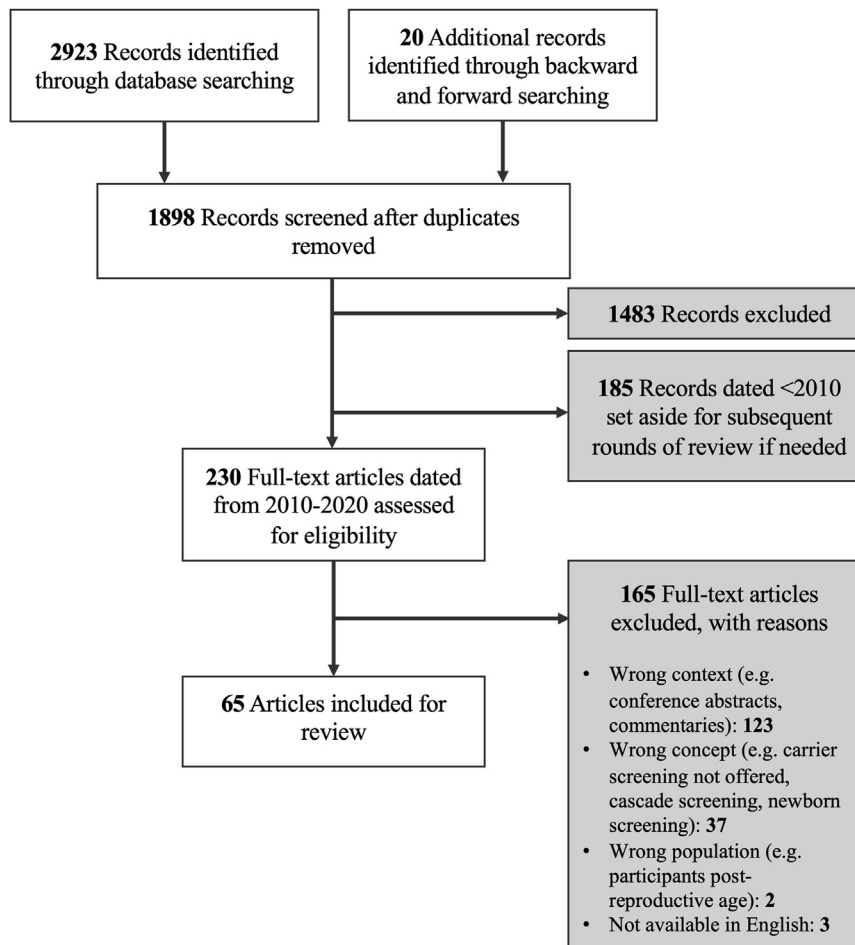 2923 Records identified
through database searching
20 Additional records
identified through backward
and forward searching
1898 Records screened after duplicates
removed
1483 Records excluded
185 Records dated <2010
set aside for subsequent
rounds of review if needed
230 Full-text articles dated
from 2010-2020 assessed
for eligibility
165 Full-text articles
excluded, with reasons
• Wrong context (e.g.
conference abstracts,
commentaries): 123
• Wrong concept (e.g. carrier
screening not offered,
cascade screening, newborn
screening): 37
• Wrong population (e.g.
participants post-
reproductive age): 2
• Not available in English: 3
65 Articles included for
review